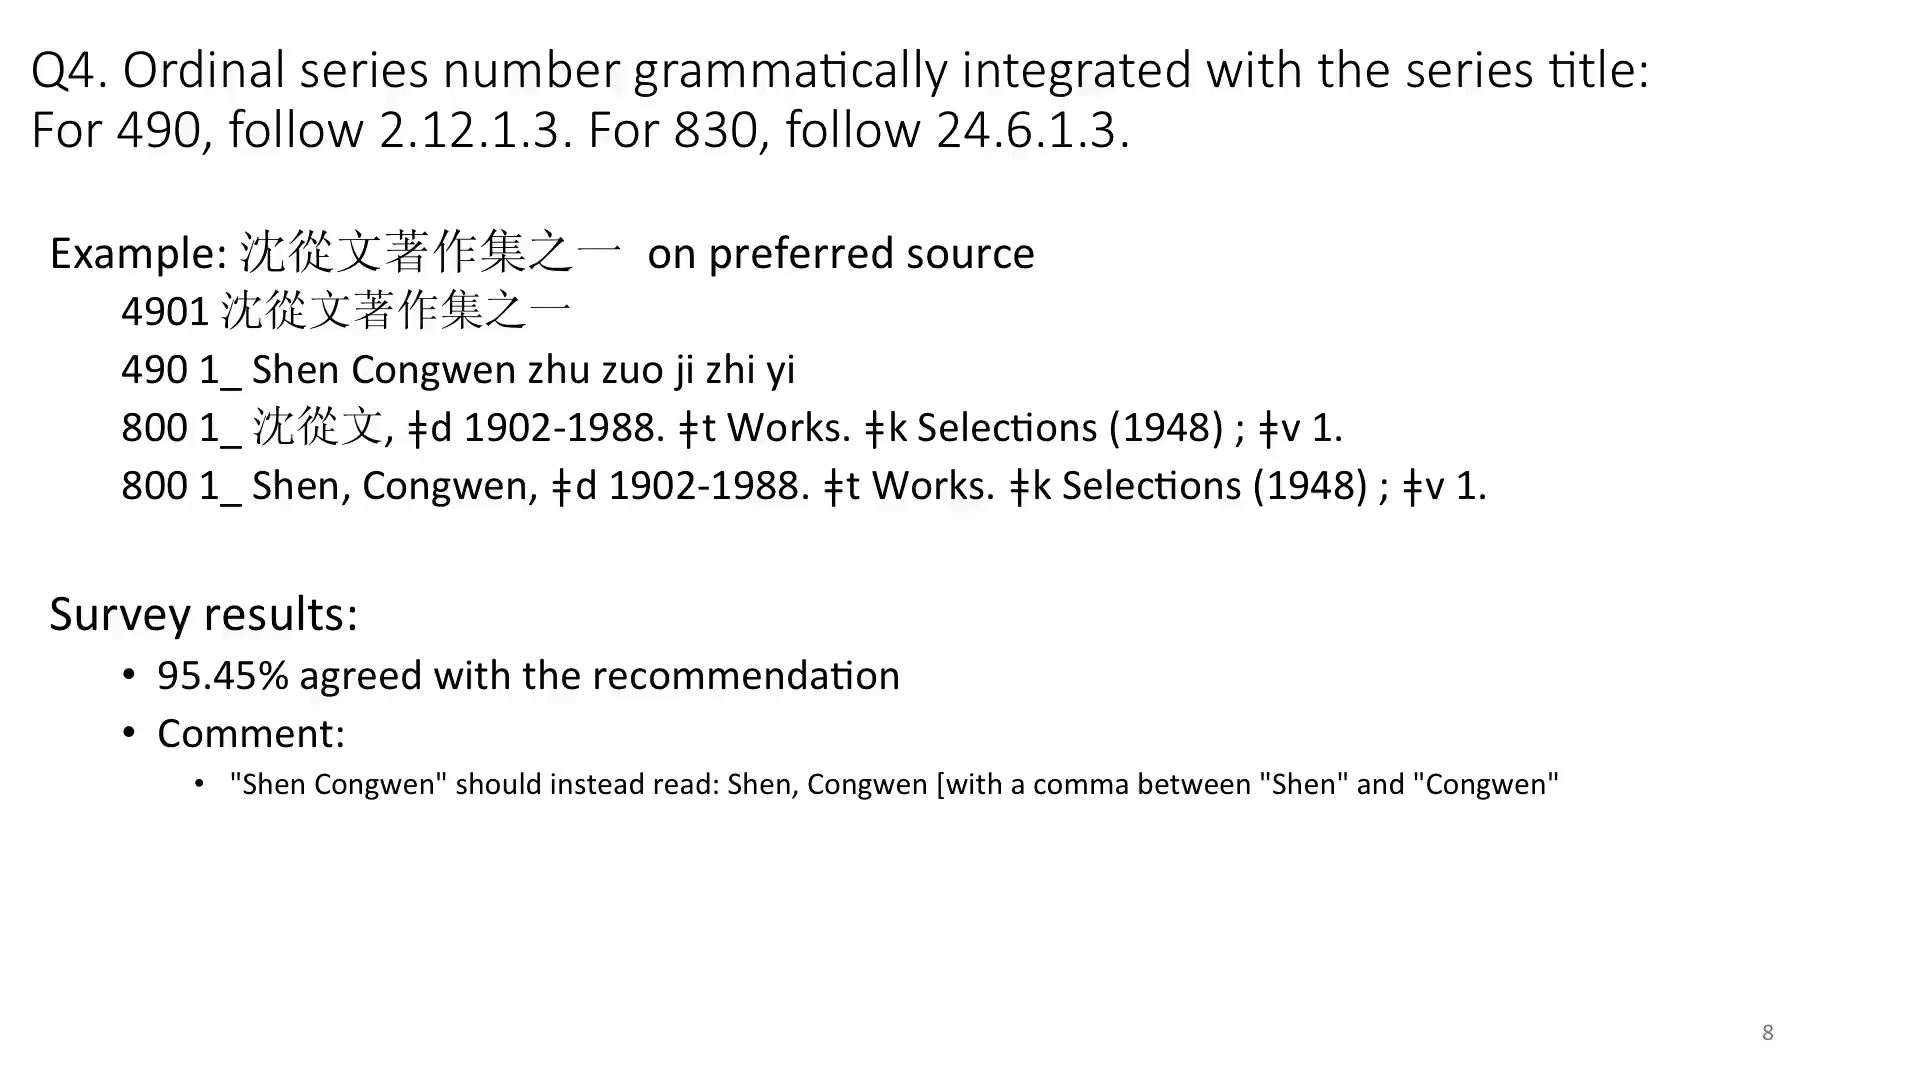 Q4. Ordinal series number grammatically integrated with the series title:
For 490, follow 2.12.1.3. For 830, follow 24.6.1.3.
Example: 沈從文著作集之一 on preferred source
4901 沈從文著作集之一
490 1_ Shen Congwen zhu zuo ji zhi yi
800 1_ 沈從文, ǂd 1902-1988. ǂt Works. ǂk Selections (1948) ; ǂv 1.
800 1_ Shen, Congwen, ǂd 1902-1988. ǂt Works. ǂk Selections (1948) ; ǂv 1.
Survey results:
• 95.45% agreed with the recommendation
• Comment:
• "Shen Congwen" should instead read: Shen, Congwen [with a comma between "Shen" and "Congwen"
8